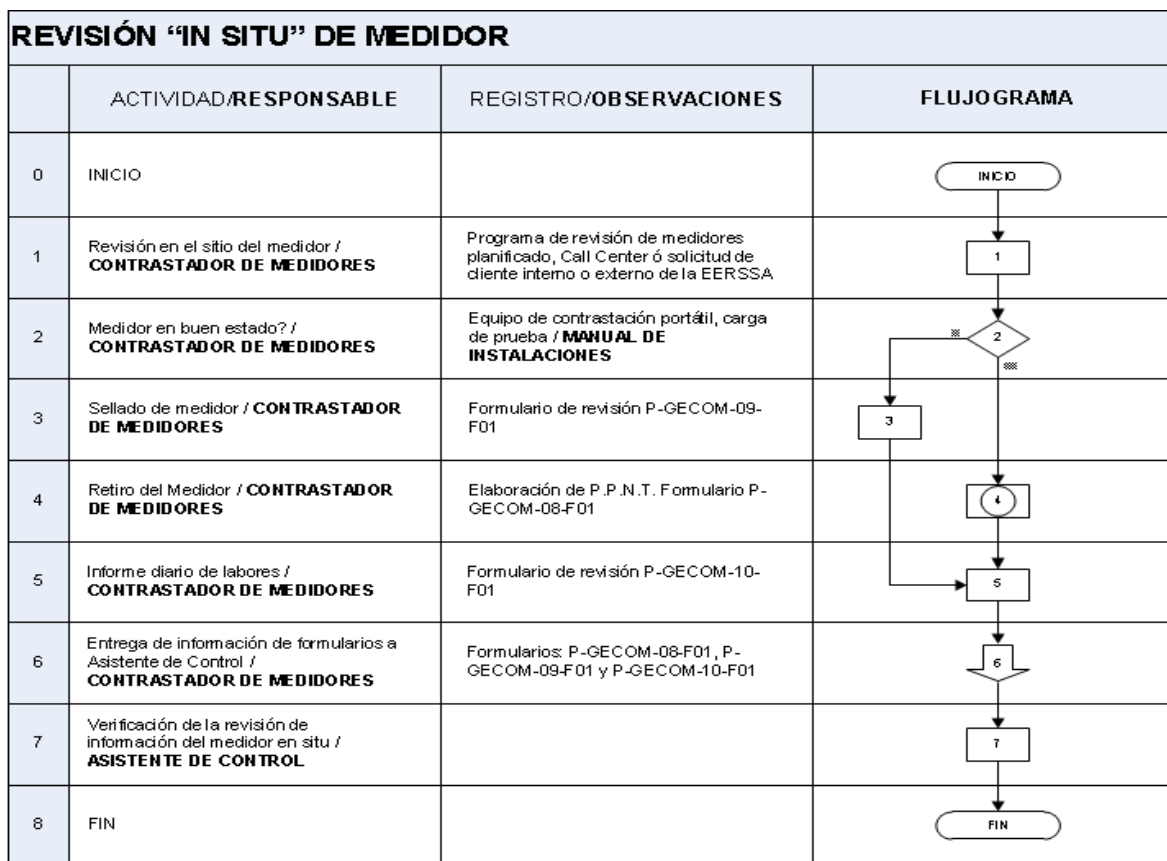 REVISIÓN “IN SITU” DE MEDIDOR
ACTIVIDAD/RESPONSABLE
REGISTRO/OBSERVACIONES
FLUJOGRAMA
0
INICIO
INICIO
1
Revisión en el sitio del medidor /
CONTRASTADOR DE MEDIDORES
Programa de revisión de medidores
planificado, Call Center ó solicitud de
cliente interno o externo de la EERSSA
1
2
Medidor en buen estado? /
CONTRASTADOR DE MEDIDORES
Equipo de contrastación portátil, carga
de prueba / MANUAL DE
INSTALACIONES
2
3
Sellado de medidor / CONTRASTADOR
DE MEDIDORES
Formulario de revisión P-GECOM-09-
F01
3
4
Retiro del Medidor / CONTRASTADOR
DE MEDIDORES
Elaboración de P.P.N.T. Formulario P-
GECOM-08-F01
4
5
Informe diario de labores /
CONTRASTADOR DE MEDIDORES
Formulario de revisión P-GECOM-10-
F01
5
6
Entrega de información de formularios a
Asistente de Control /
CONTRASTADOR DE MEDIDORES
Formularios: P-GECOM-08-F01, P-
GECOM-09-F01 y P-GECOM-10-F01
6
7
Verificación de la revisión de
información del medidor en situ /
ASISTENTE DE CONTROL
7
8
FIN
FIN